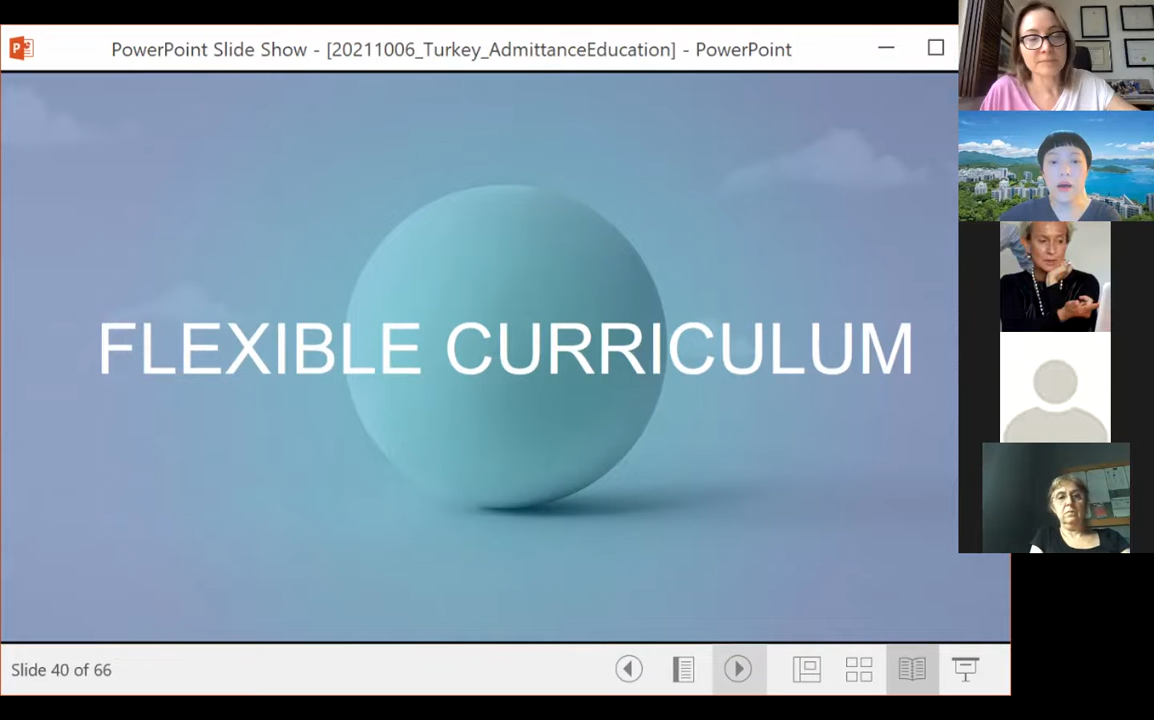 PowerPoint Slide Show - [20211006_Turkey_AdmittanceEducation] - PowerPoint
FLEXIBLE CURRICULUM
Slide 40 of 66